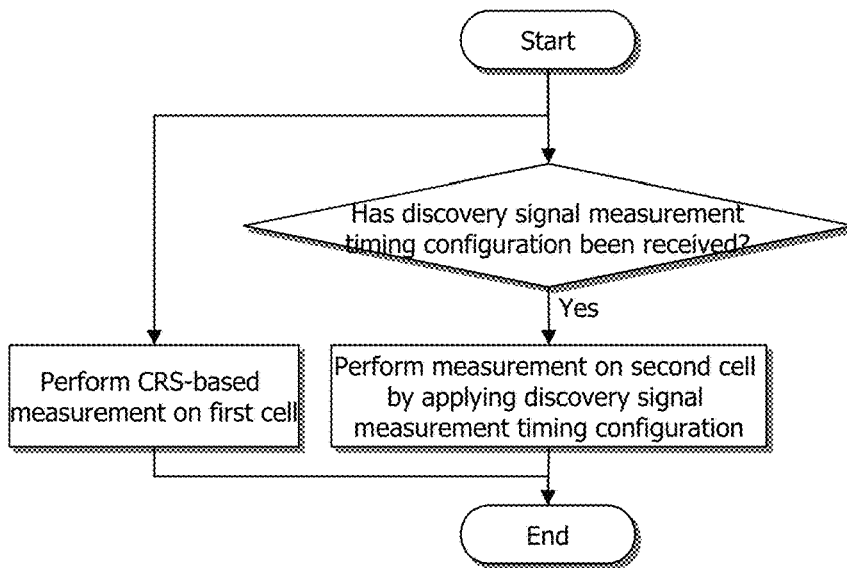 Start
Has discovery signal measurement
timing configuration been received?
Yes
Perform CRS-based
measurement on first cell
Perform measurement on second cell
by applying discovery signal
measurement timing configuration
End